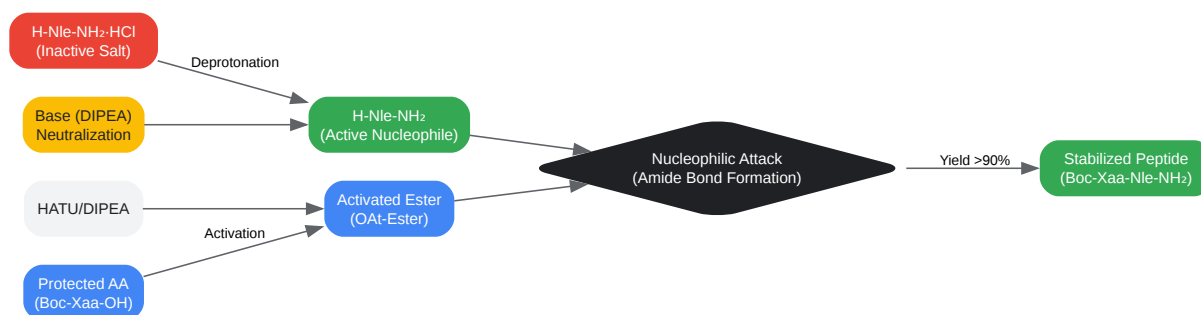 H-Nle-NH₂·HCl
(Inactive Salt)
Deprotonation
Base (DIPEA)
Neutralization
H-Nle-NH₂
(Active Nucleophile)
Nucleophilic Attack
(Amide Bond Formation)
Yield >90%
Stabilized Peptide
(Boc-Xaa-Nle-NH₂)
HATU/DIPEA
Activated Ester
(OAt-Ester)
Activation
Protected AA
(Boc-Xaa-OH)